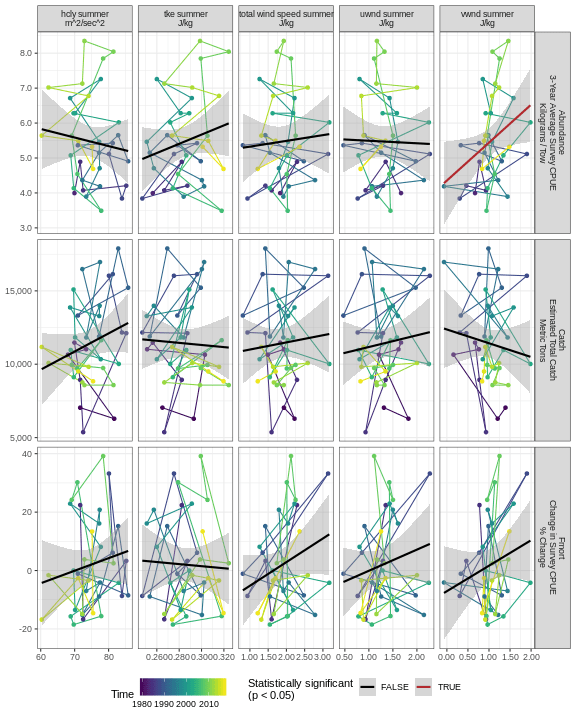 hdly summer
m^2/sec^2
tke summer
J/kg
total wind speed summer
J/kg
uwnd summer
J/kg
vwnd summer
J/kg
8.0
7.0
6.0
5.0
4.0
3.0
Abundance
3-Year Average Survey CPUE
Kilograms / Tow
15,000
10,000
5,000
Catch
Estimated Total Catch
Metric Tons
40
20
0
-20
Fmort
Change in Survey CPUE
% Change
60 70 80
0.260 0.280 0.300 0.320
1.00 1.50 2.00 2.50 3.00
0.50 1.00 1.50 2.00
0.00 0.50 1.00 1.50 2.00
Time
1980 1990 2000 2010
Statistically significant
(p < 0.05)
FALSE
TRUE